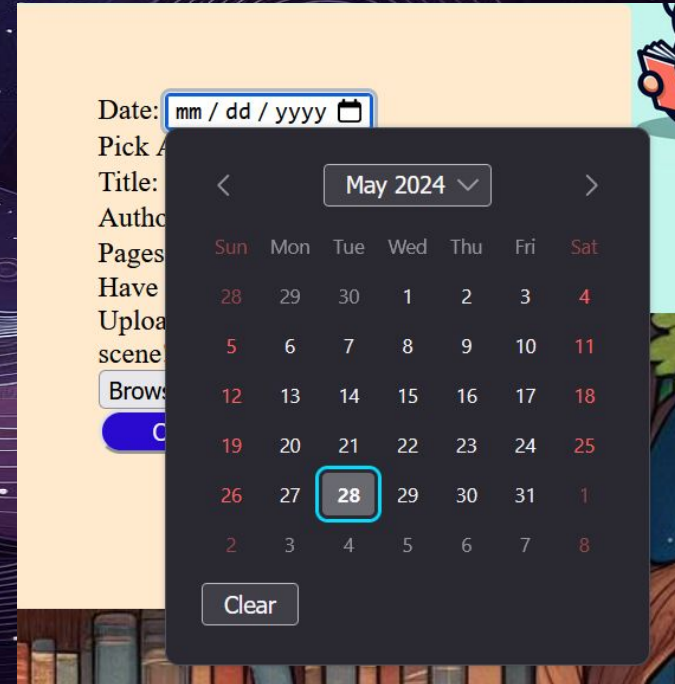 Date: mm / dd / yyyy
Pick
Title:
Pages
Have
May 2024
Sun Mon Tue Wed Thu Fri Sat
28 29 30 1 2 3 4
5 6 7 8 9 10 11
12 13 14 15 16 17 18
19 20 21 22 23 24 25
26 27 28 29 30 31 1
2 3 4 5 6 7 8
scene
Clear